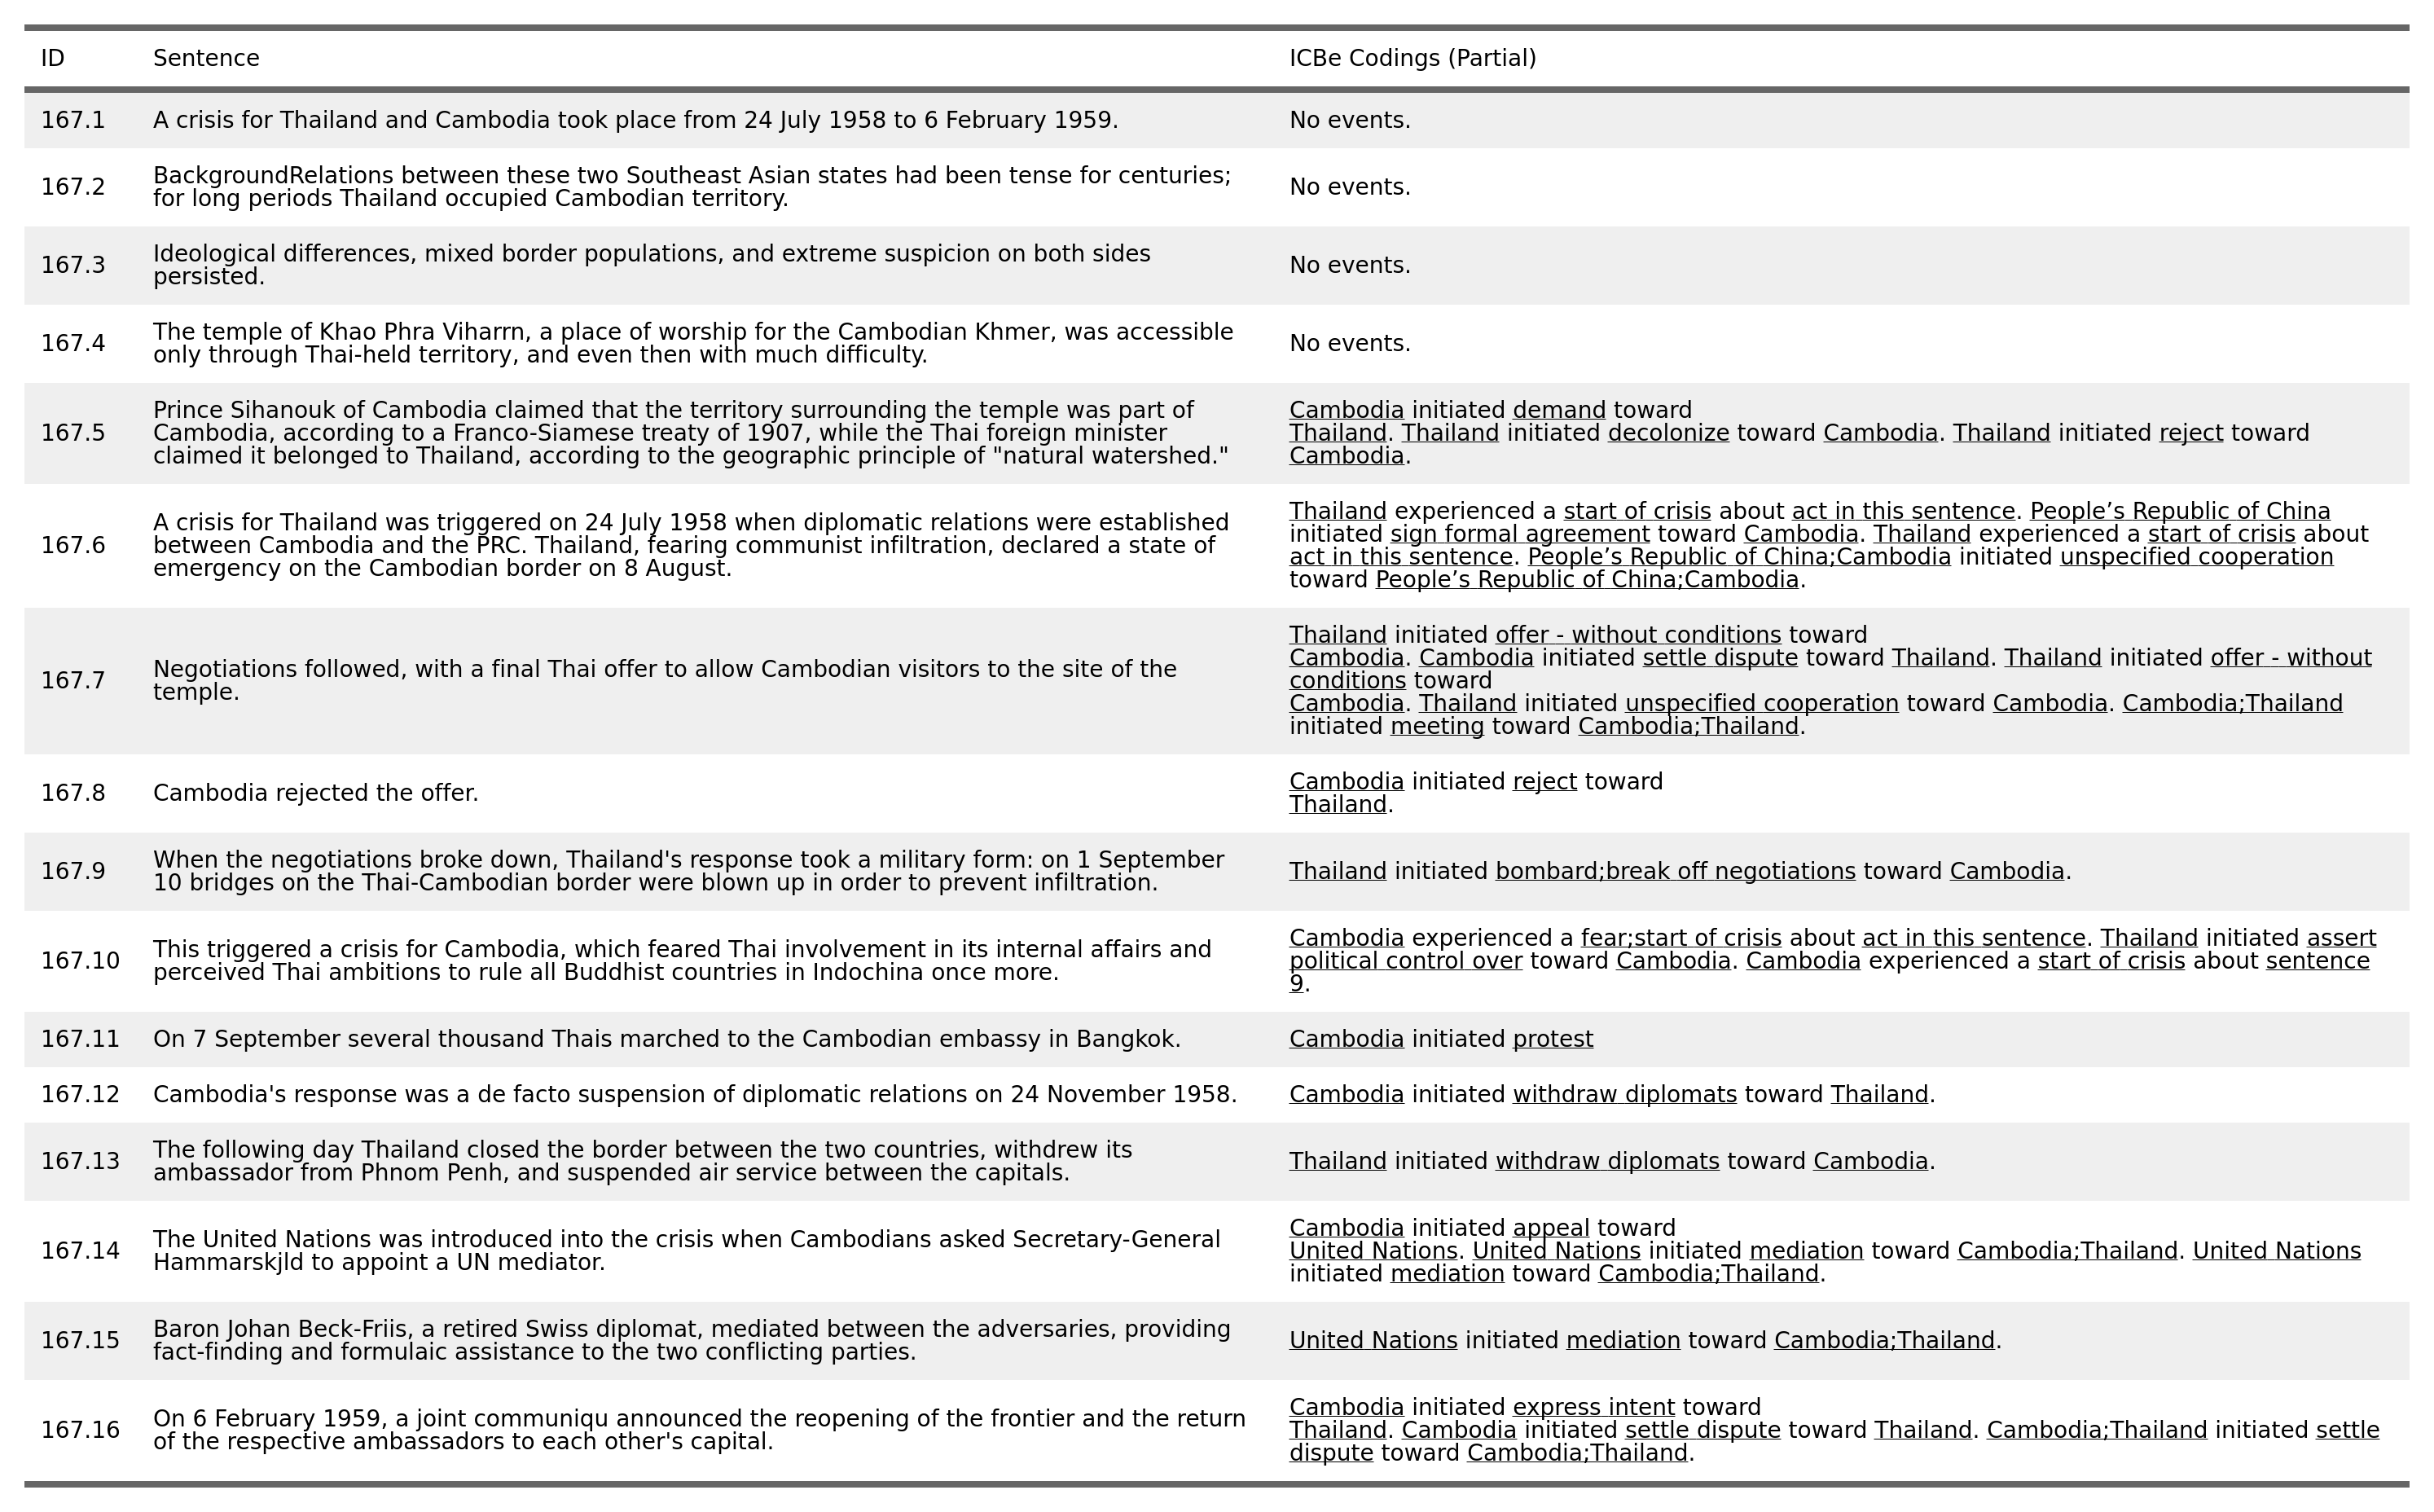 ID Sentence ICBe Codings (Partial)
167.1 A crisis for Thailand and Cambodia took place from 24 July 1958 to 6 February 1959. No events.
167.2 BackgroundRelations between these two Southeast Asian states had been tense for centuries;
for long periods Thailand occupied Cambodian territory.
No events.
167.3 Ideological differences, mixed border populations, and extreme suspicion on both sides
persisted.
No events.
167.4 The temple of Khao Phra Viharrn, a place of worship for the Cambodian Khmer, was accessible
only through Thai-held territory, and even then with much difficulty.
No events.
167.5 Prince Sihanouk of Cambodia claimed that the territory surrounding the temple was part of
Cambodia, according to a Franco-Siamese treaty of 1907, while the Thai foreign minister
claimed it belonged to Thailand, according to the geographic principle of "natural watershed."
Cambodia initiated demand toward
Thailand. Thailand initiated decolonize toward Cambodia. Thailand initiated reject toward
Cambodia.
167.6 A crisis for Thailand was triggered on 24 July 1958 when diplomatic relations were established
between Cambodia and the PRC. Thailand, fearing communist infiltration, declared a state of
emergency on the Cambodian border on 8 August.
Thailand experienced a start of crisis about act in this sentence. People’s Republic of China
initiated sign formal agreement toward Cambodia. Thailand experienced a start of crisis about
act in this sentence. People’s Republic of China;Cambodia initiated unspecified cooperation
toward People’s Republic of China;Cambodia.
167.7 Negotiations followed, with a final Thai offer to allow Cambodian visitors to the site of the
temple.
Thailand initiated offer - without conditions toward
Cambodia. Cambodia initiated settle dispute toward Thailand. Thailand initiated offer - without
conditions toward
Cambodia. Thailand initiated unspecified cooperation toward Cambodia. Cambodia;Thailand
initiated meeting toward Cambodia;Thailand.
167.8 Cambodia rejected the offer.
Cambodia initiated reject toward
Thailand.
167.9 When the negotiations broke down, Thailand's response took a military form: on 1 September
10 bridges on the Thai-Cambodian border were blown up in order to prevent infiltration.
Thailand initiated bombard;break off negotiations toward Cambodia.
167.10 This triggered a crisis for Cambodia, which feared Thai involvement in its internal affairs and
perceived Thai ambitions to rule all Buddhist countries in Indochina once more.
Cambodia experienced a fear;start of crisis about act in this sentence. Thailand initiated assert
political control over toward Cambodia. Cambodia experienced a start of crisis about sentence
9.
167.11 On 7 September several thousand Thais marched to the Cambodian embassy in Bangkok. Cambodia initiated protest
167.12 Cambodia's response was a de facto suspension of diplomatic relations on 24 November 1958. Cambodia initiated withdraw diplomats toward Thailand.
167.13 The following day Thailand closed the border between the two countries, withdrew its
ambassador from Phnom Penh, and suspended air service between the capitals.
Thailand initiated withdraw diplomats toward Cambodia.
167.14 The United Nations was introduced into the crisis when Cambodians asked Secretary-General
Hammarskjld to appoint a UN mediator.
Cambodia initiated appeal toward
United Nations. United Nations initiated mediation toward Cambodia;Thailand. United Nations
initiated mediation toward Cambodia;Thailand.
167.15 Baron Johan Beck-Friis, a retired Swiss diplomat, mediated between the adversaries, providing
fact-finding and formulaic assistance to the two conflicting parties.
United Nations initiated mediation toward Cambodia;Thailand.
167.16 On 6 February 1959, a joint communiqu announced the reopening of the frontier and the return
of the respective ambassadors to each other's capital.
Cambodia initiated express intent toward
Thailand. Cambodia initiated settle dispute toward Thailand. Cambodia;Thailand initiated settle
dispute toward Cambodia;Thailand.